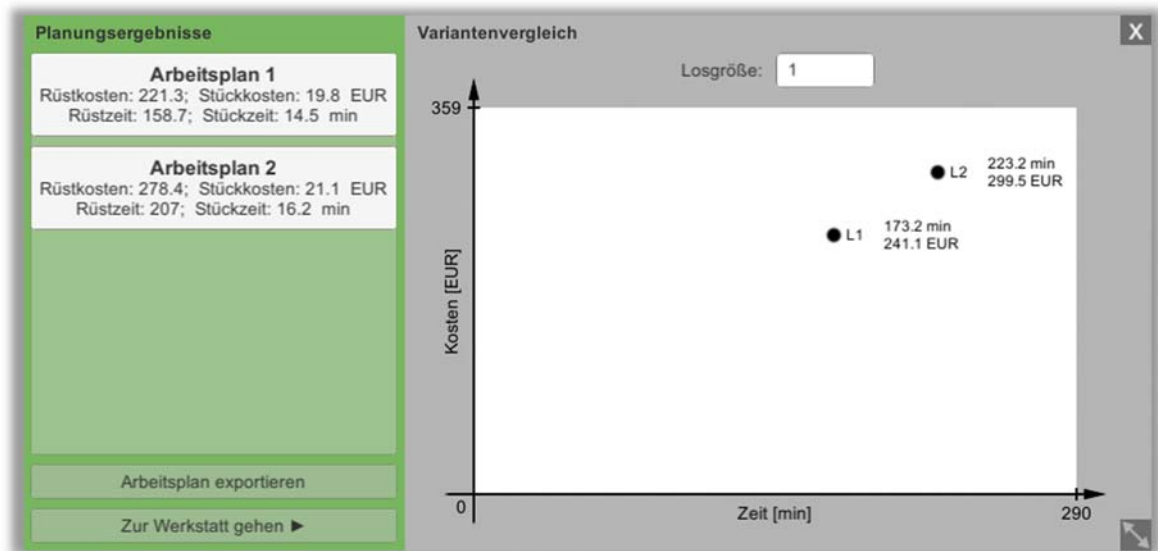 Planungsergebnisse
Arbeitsplan 1
Rüstkosten: 221.3; Stückkosten: 19.8 EUR
Rüstzeit: 158.7; Stückzeit: 14.5 min
Arbeitsplan 2
Rüstkosten: 278.4; Stückkosten: 21.1 EUR
Rüstzeit: 207; Stückzeit: 16.2 min
Arbeitsplan exportieren
Zur Werkstatt gehen ►
Variantenvergleich
X
Losgröße: 1
359
L2 223.2 min
299.5 EUR
L1 173.2 min
241.1 EUR
Kosten [EUR]
0
Zeit [min]
290